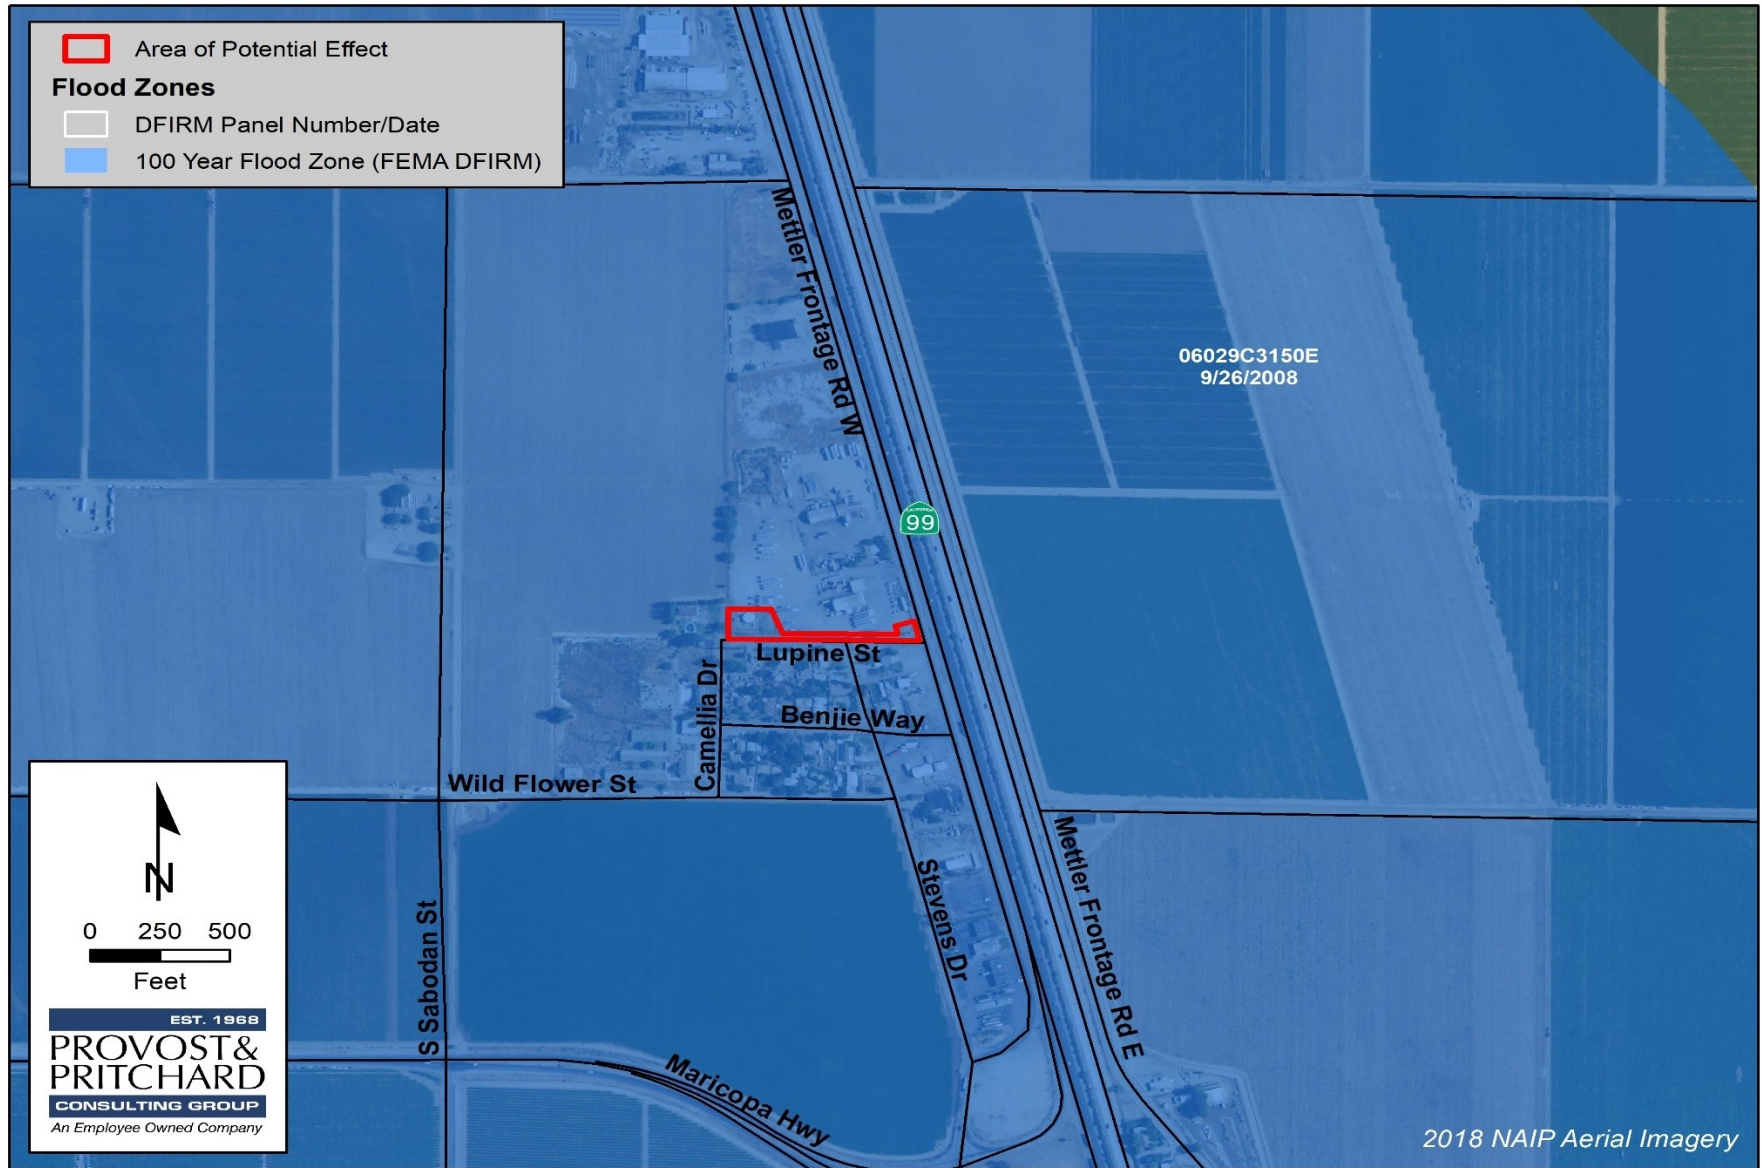 Area of Potential Effect
Flood Zones
DFIRM Panel Number/Date
100 Year Flood Zone (FEMA DFIRM)
Mettler Frontage Rd W
06029C3150E
9/26/2008
CALIFORNIA
99
Lupine St
Camellia Dr
Benjie Way
Wild Flower St
Stevens Dr
Mettler Frontage Rd E
S Sabodan St
Maricopa Hwy
N
0 250 500
Feet
EST. 1968
PROVOST&
PRITCHARD
CONSULTING GROUP
An Employee Owned Company
2018 NAIP Aerial Imagery